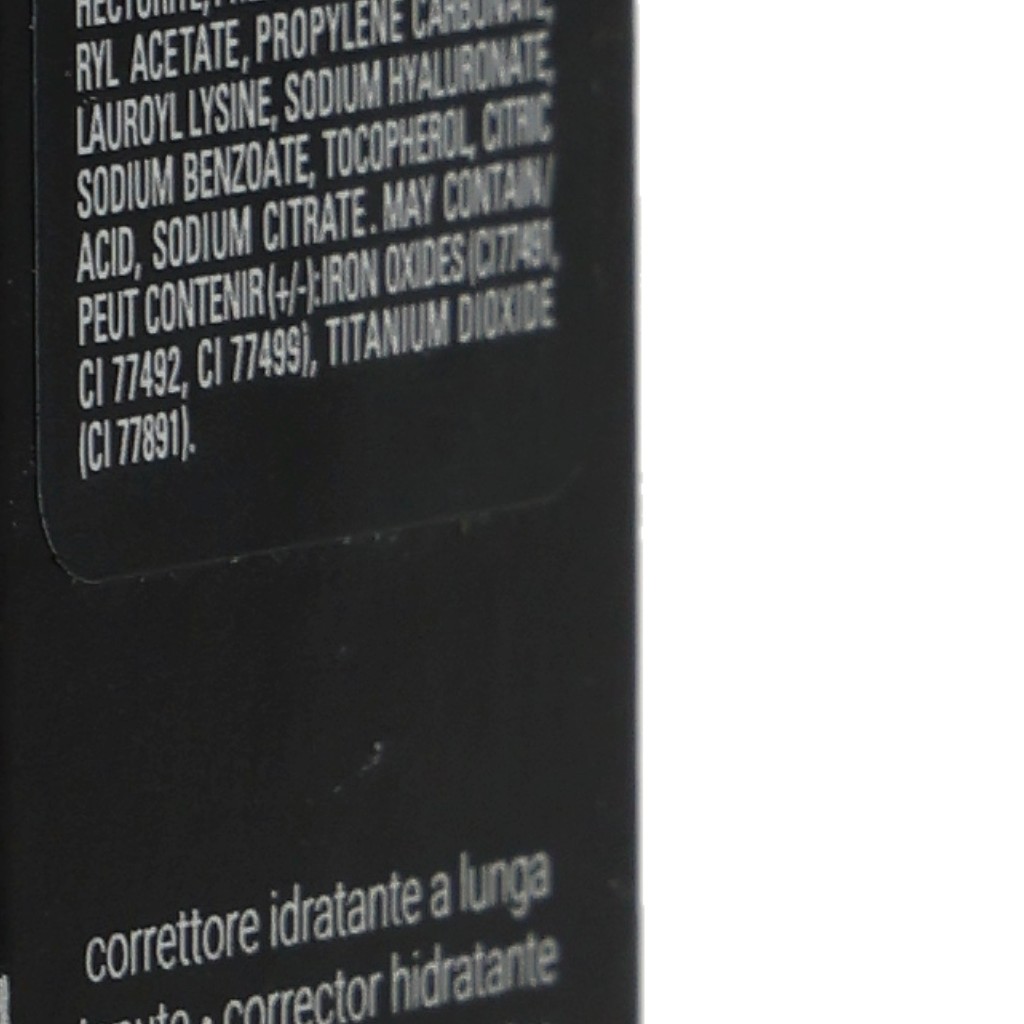 RYL ACETATE, PROPYLENE CARBONATE,
LAUROYL LYSINE, SODIUM HYALURONATE,
SODIUM BENZOATE, TOCOPHEROL, CITRIC
ACID, SODIUM CITRATE. MAY CONTAIN/
PEUT CONTENIR (+/-): IRON OXIDES (CI 77491,
CI 77492, CI 77499), TITANIUM DIOXIDE
(CI 77891).
correttore idratante a lunga
• corrector hidratante